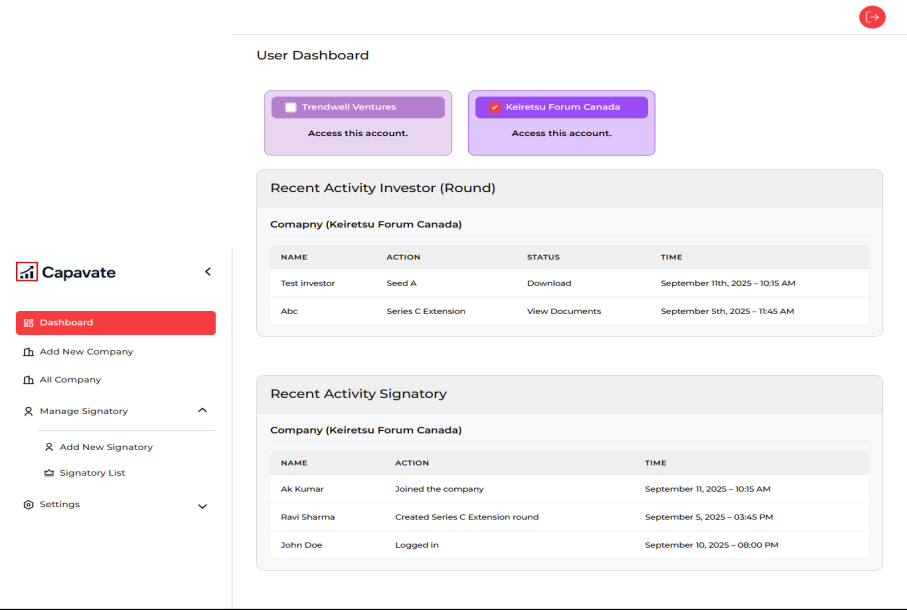 User Dashboard
Trendwell Ventures
Access this account.
Keiretsu Forum Canada
Access this account.
Recent Activity Investor (Round)
Comapny (Keiretsu Forum Canada)
NAME ACTION STATUS TIME
Test investor Seed A Download September 11th, 2025 – 10:15 AM
Abc Series C Extension View Documents September 5th, 2025 – 11:45 AM
Capavate
Dashboard
Add New Company
All Company
Manage Signatory
Add New Signatory
Signatory List
Settings
Recent Activity Signatory
Company (Keiretsu Forum Canada)
NAME ACTION TIME
Ak Kumar Joined the company September 11, 2025 – 10:15 AM
Ravi Sharma Created Series C Extension round September 5, 2025 – 03:45 PM
John Doe Logged in September 10, 2025 – 08:00 PM